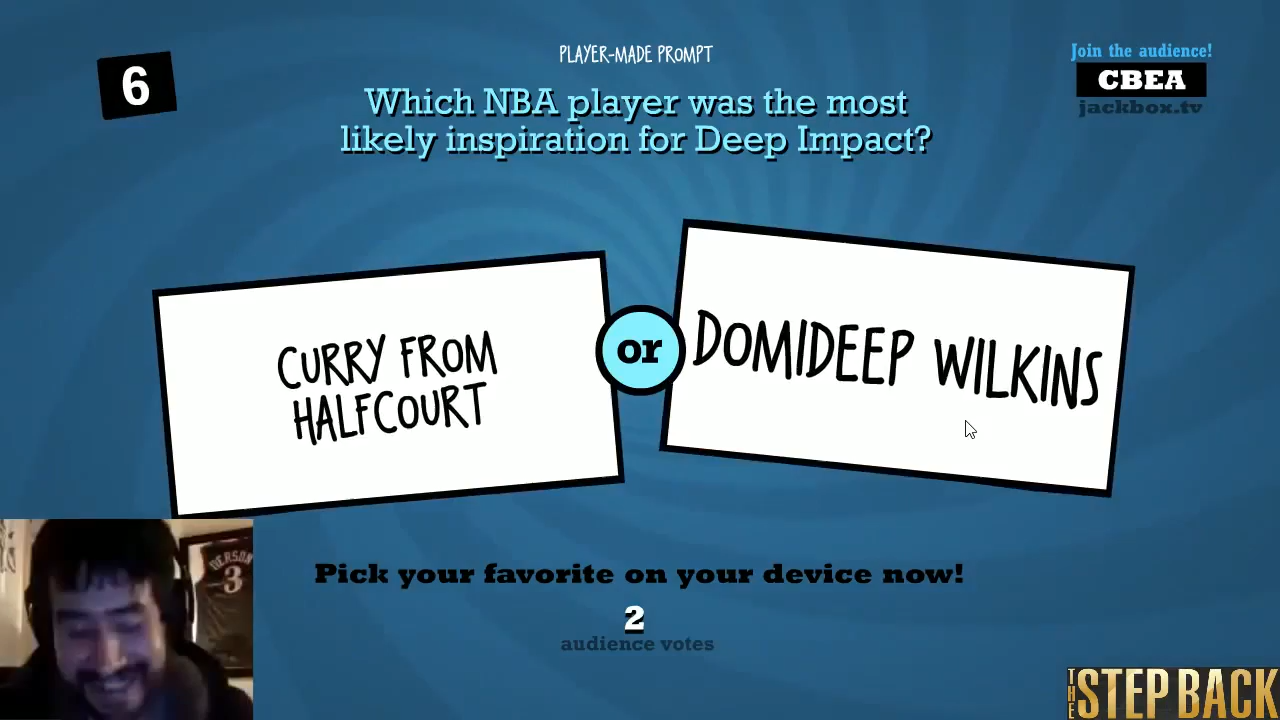 6
PLAYER-MADE PROMPT
Which NBA player was the most
likely inspiration for Deep Impact?
Join the audience!
CBEA
jackbox.tv
CURRY FROM
HALFCOURT
or
DOMIDEEP WILKINS
Pick your favorite on your device now!
2
audience votes
DERSON
3
THE STEP BACK